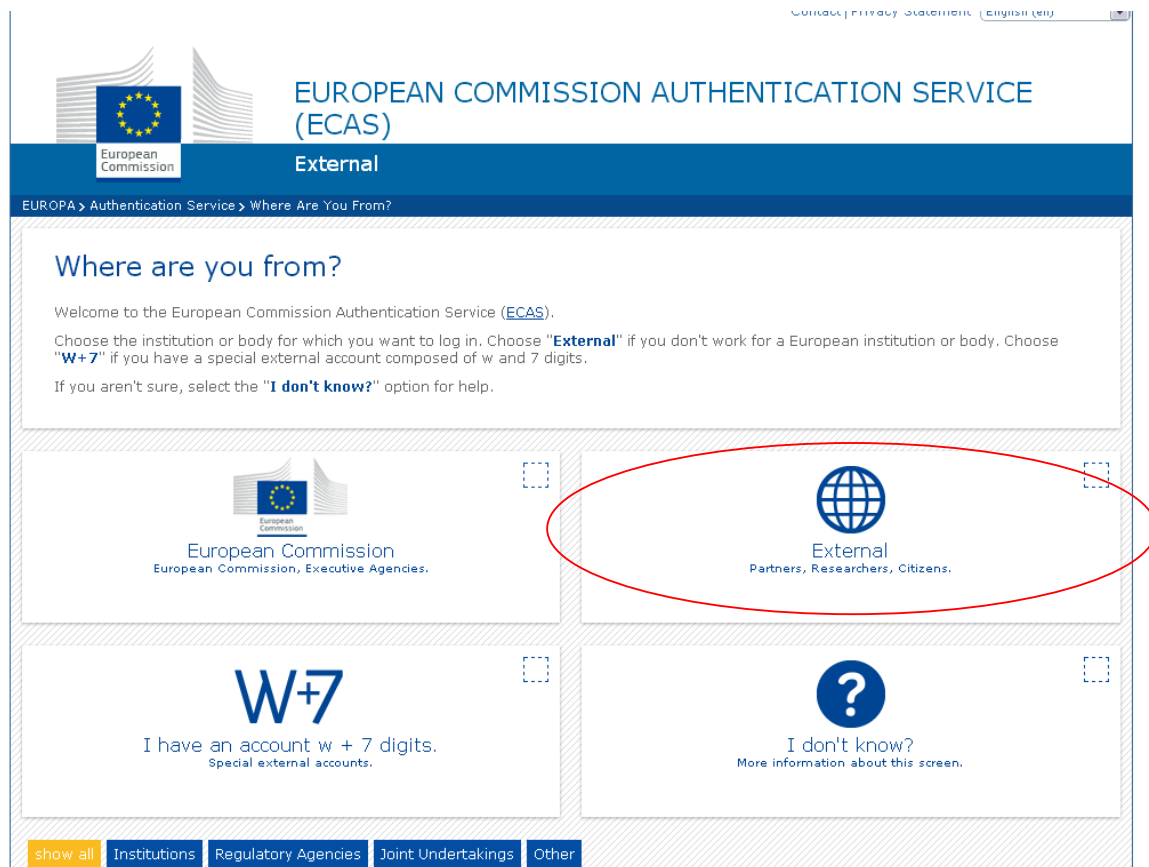 Contact | Privacy Statement English (en)
EUROPEAN COMMISSION AUTHENTICATION SERVICE
(ECAS)
European
Commission
External
EUROPA > Authentication Service > Where Are You From?
Where are you from?
Welcome to the European Commission Authentication Service (ECAS).
Choose the institution or body for which you want to log in. Choose "External" if you don't work for a European institution or body. Choose
"W+7" if you have a special external account composed of w and 7 digits.
If you aren't sure, select the "I don't know?" option for help.
European
Commission
European Commission
European Commission, Executive Agencies.
External
Partners, Researchers, Citizens.
W+7
I have an account w + 7 digits.
Special external accounts.
?
I don't know?
More information about this screen.
show all Institutions Regulatory Agencies Joint Undertakings Other